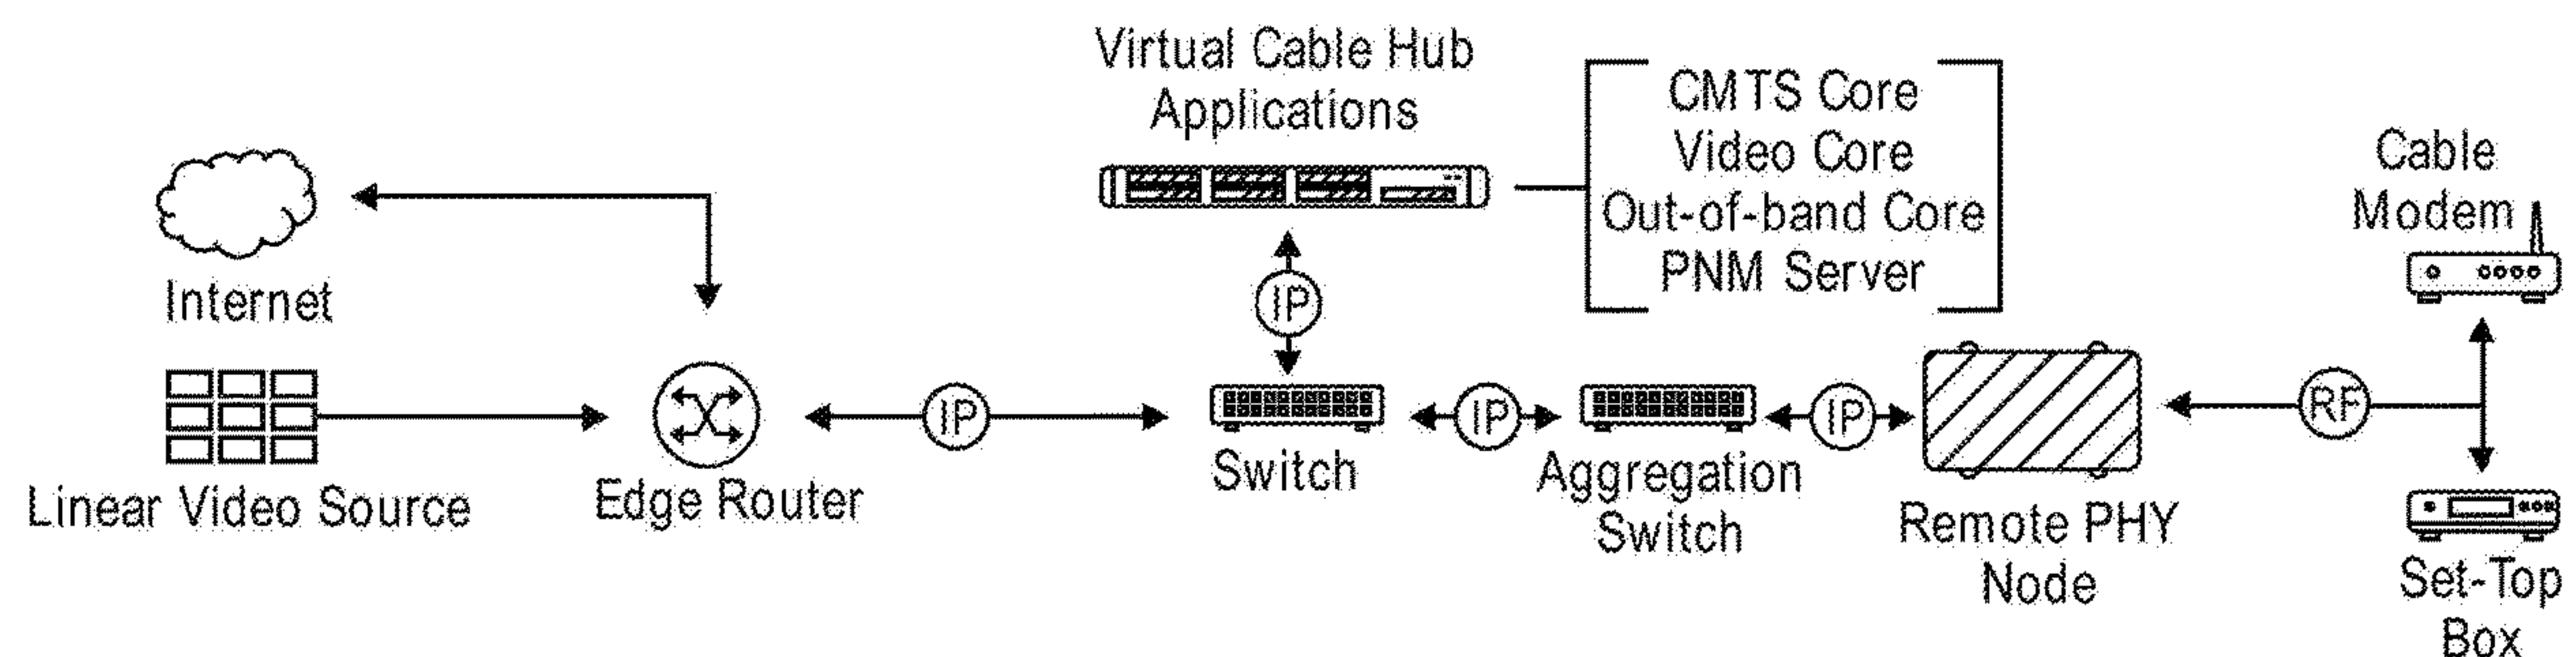 Virtual Cable Hub
Applications
CMTS Core
Video Core
Out-of-band Core
PNM Server
Cable
Modem
Internet
IP
Linear Video Source
Edge Router
IP
Switch
IP
Aggregation
Switch
IP
Remote PHY
Node
RF
Set-Top
Box